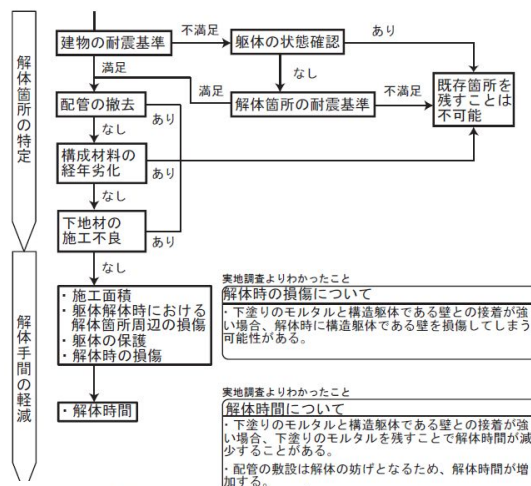 建物の耐震基準
不満足
躯体の状態確認
あり
満足
なし
配管の撤去
あり
満足
解体箇所の耐震基準
不満足
既存箇所を
残すことは
不可能
なし
構成材料の
経年劣化
あり
なし
下地材の
施工不良
あり
なし
解体箇所の特定
解体手間の軽減
・施工面積
・躯体解体時における
解体箇所周辺の損傷
・躯体の保護
・解体時の損傷
・解体時間
実地調査よりわかったこと
解体時の損傷について
・下塗りのモルタルと構造躯体である壁との接着が強
い場合、解体時に構造躯体である壁を損傷してしまう
可能性がある。
実地調査よりわかったこと
解体時間について
・下塗りのモルタルと構造躯体である壁との接着が強
い場合、下塗りのモルタルを残すことで解体時間が減
少することがある。
・配管の敷設は解体の妨げとなるため、解体時間が増
加する。